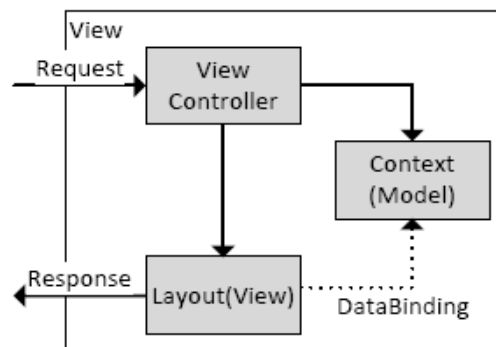 View
Request
View
Controller
Context
(Model)
Response
Layout(View)
DataBinding